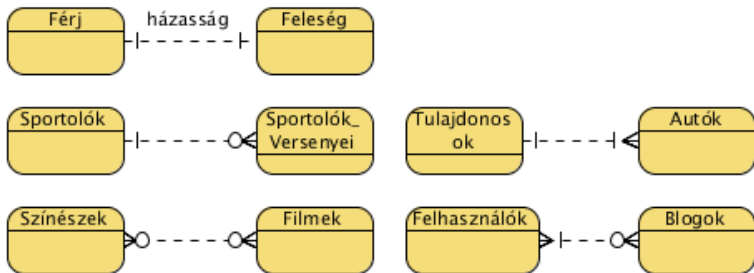 Férj
házasság
Feleség
Sportolók
Sportolók_
Versenyei
Tulajdonos
ok
Autók
Színészek
Filmek
Felhasználók
Blogok